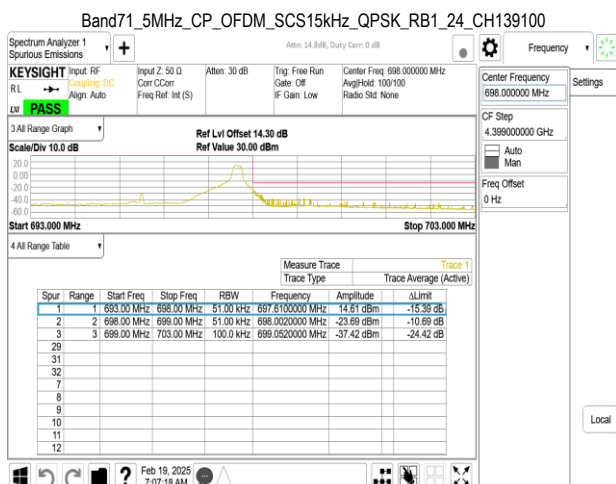 Band71_5MHz_CP_OFDM_SCS15kHz_QPSK_RB1_24_CH139100
Spectrum Analyzer 1
Spurious Emissions
+
Attn: 14.3dB, Duty Corr: 0 dB
Frequency
KEYSIGHT
RL
LXI
PASS
Input: RF
Coupling: DC
Align: Auto
Input Z: 50 Ω
Corr CCorr
Freq Ref: Int (S)
Atten: 30 dB
Trig: Free Run
Gate: Off
IF Gain: Low
Center Freq: 698.000000 MHz
Avg|Hold: 100/100
Radio Std: None
Center Frequency
698.000000 MHz
Settings
CF Step
4.399000000 GHz
Auto
Man
Freq Offset
0 Hz
3 All Range Graph
Scale/Div 10.0 dB
Ref Lvl Offset 14.30 dB
Ref Value 30.00 dBm
20.0
0.00
-20.0
-40.0
-60.0
Start 693.000 MHz
Stop 703.000 MHz
4 All Range Table
Measure Trace Trace 1
Trace Type Trace Average (Active)
Spur Range Start Freq Stop Freq RBW Frequency Amplitude ΔLimit
1 1 693.00 MHz 698.00 MHz 51.00 kHz 697.6100000 MHz 14.61 dBm -15.39 dB
2 2 698.00 MHz 699.00 MHz 51.00 kHz 698.0020000 MHz -23.69 dBm -10.69 dB
3 3 699.00 MHz 703.00 MHz 100.0 kHz 699.0520000 MHz -37.42 dBm -24.42 dB
29
31
32
7
8
9
10
11
12
Local
?
Feb 19, 2025
7:07:18 AM